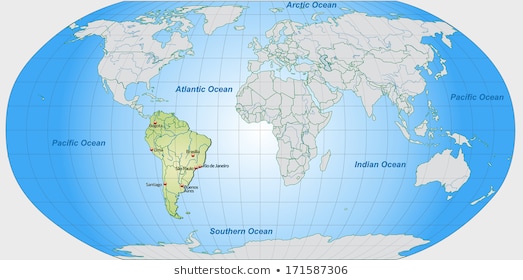 Arctic Ocean
Atlantic Ocean
Pacific Ocean
Pacific Ocean
Bogota
Lima
Brasilia
Rio de Janeiro
São Paulo
Santiago
Buenos
Aires
Indian Ocean
Southern Ocean
shutterstock · 171587306